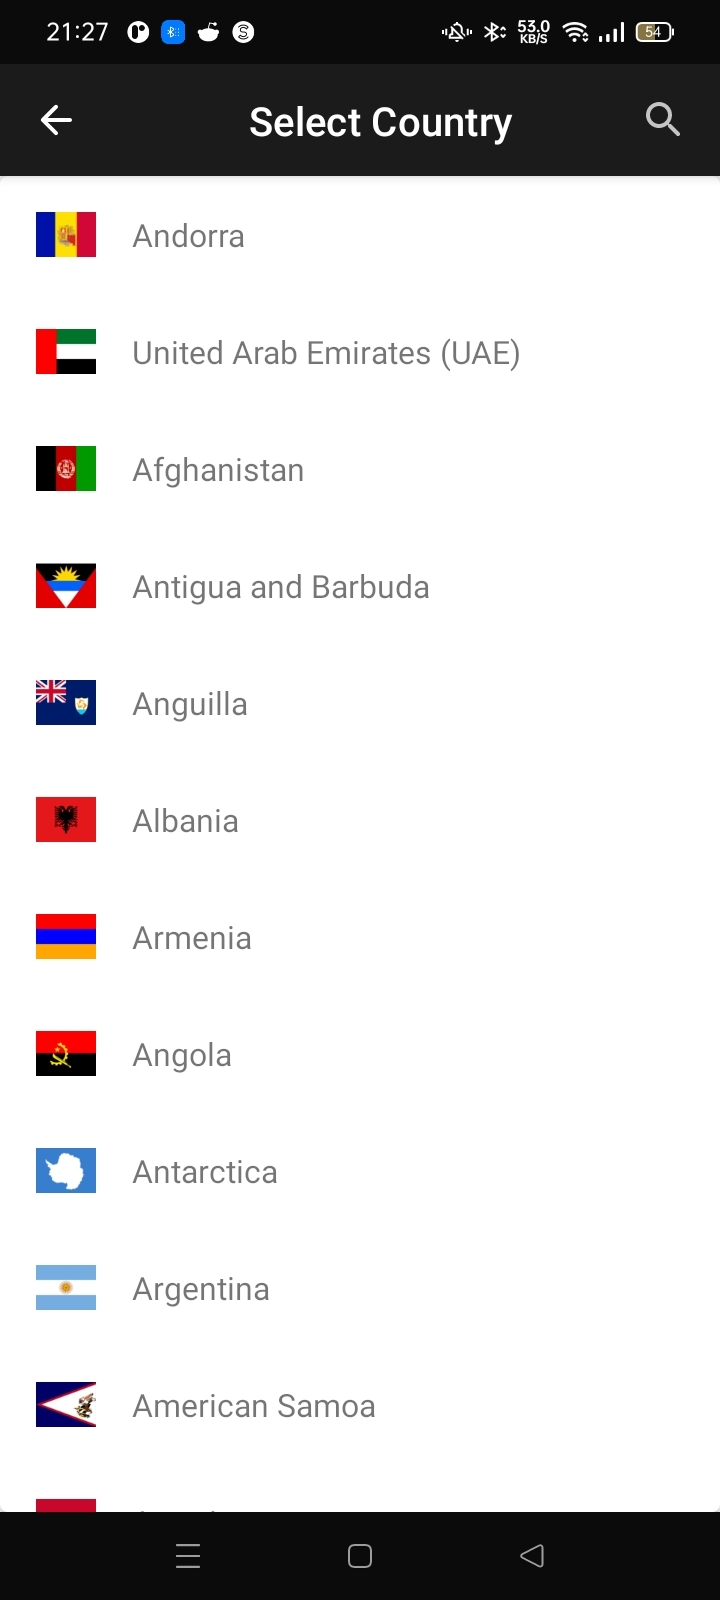 21:27
53.0
KB/S
54
Select Country
Andorra
United Arab Emirates (UAE)
Afghanistan
Antigua and Barbuda
Anguilla
Albania
Armenia
Angola
Antarctica
Argentina
American Samoa